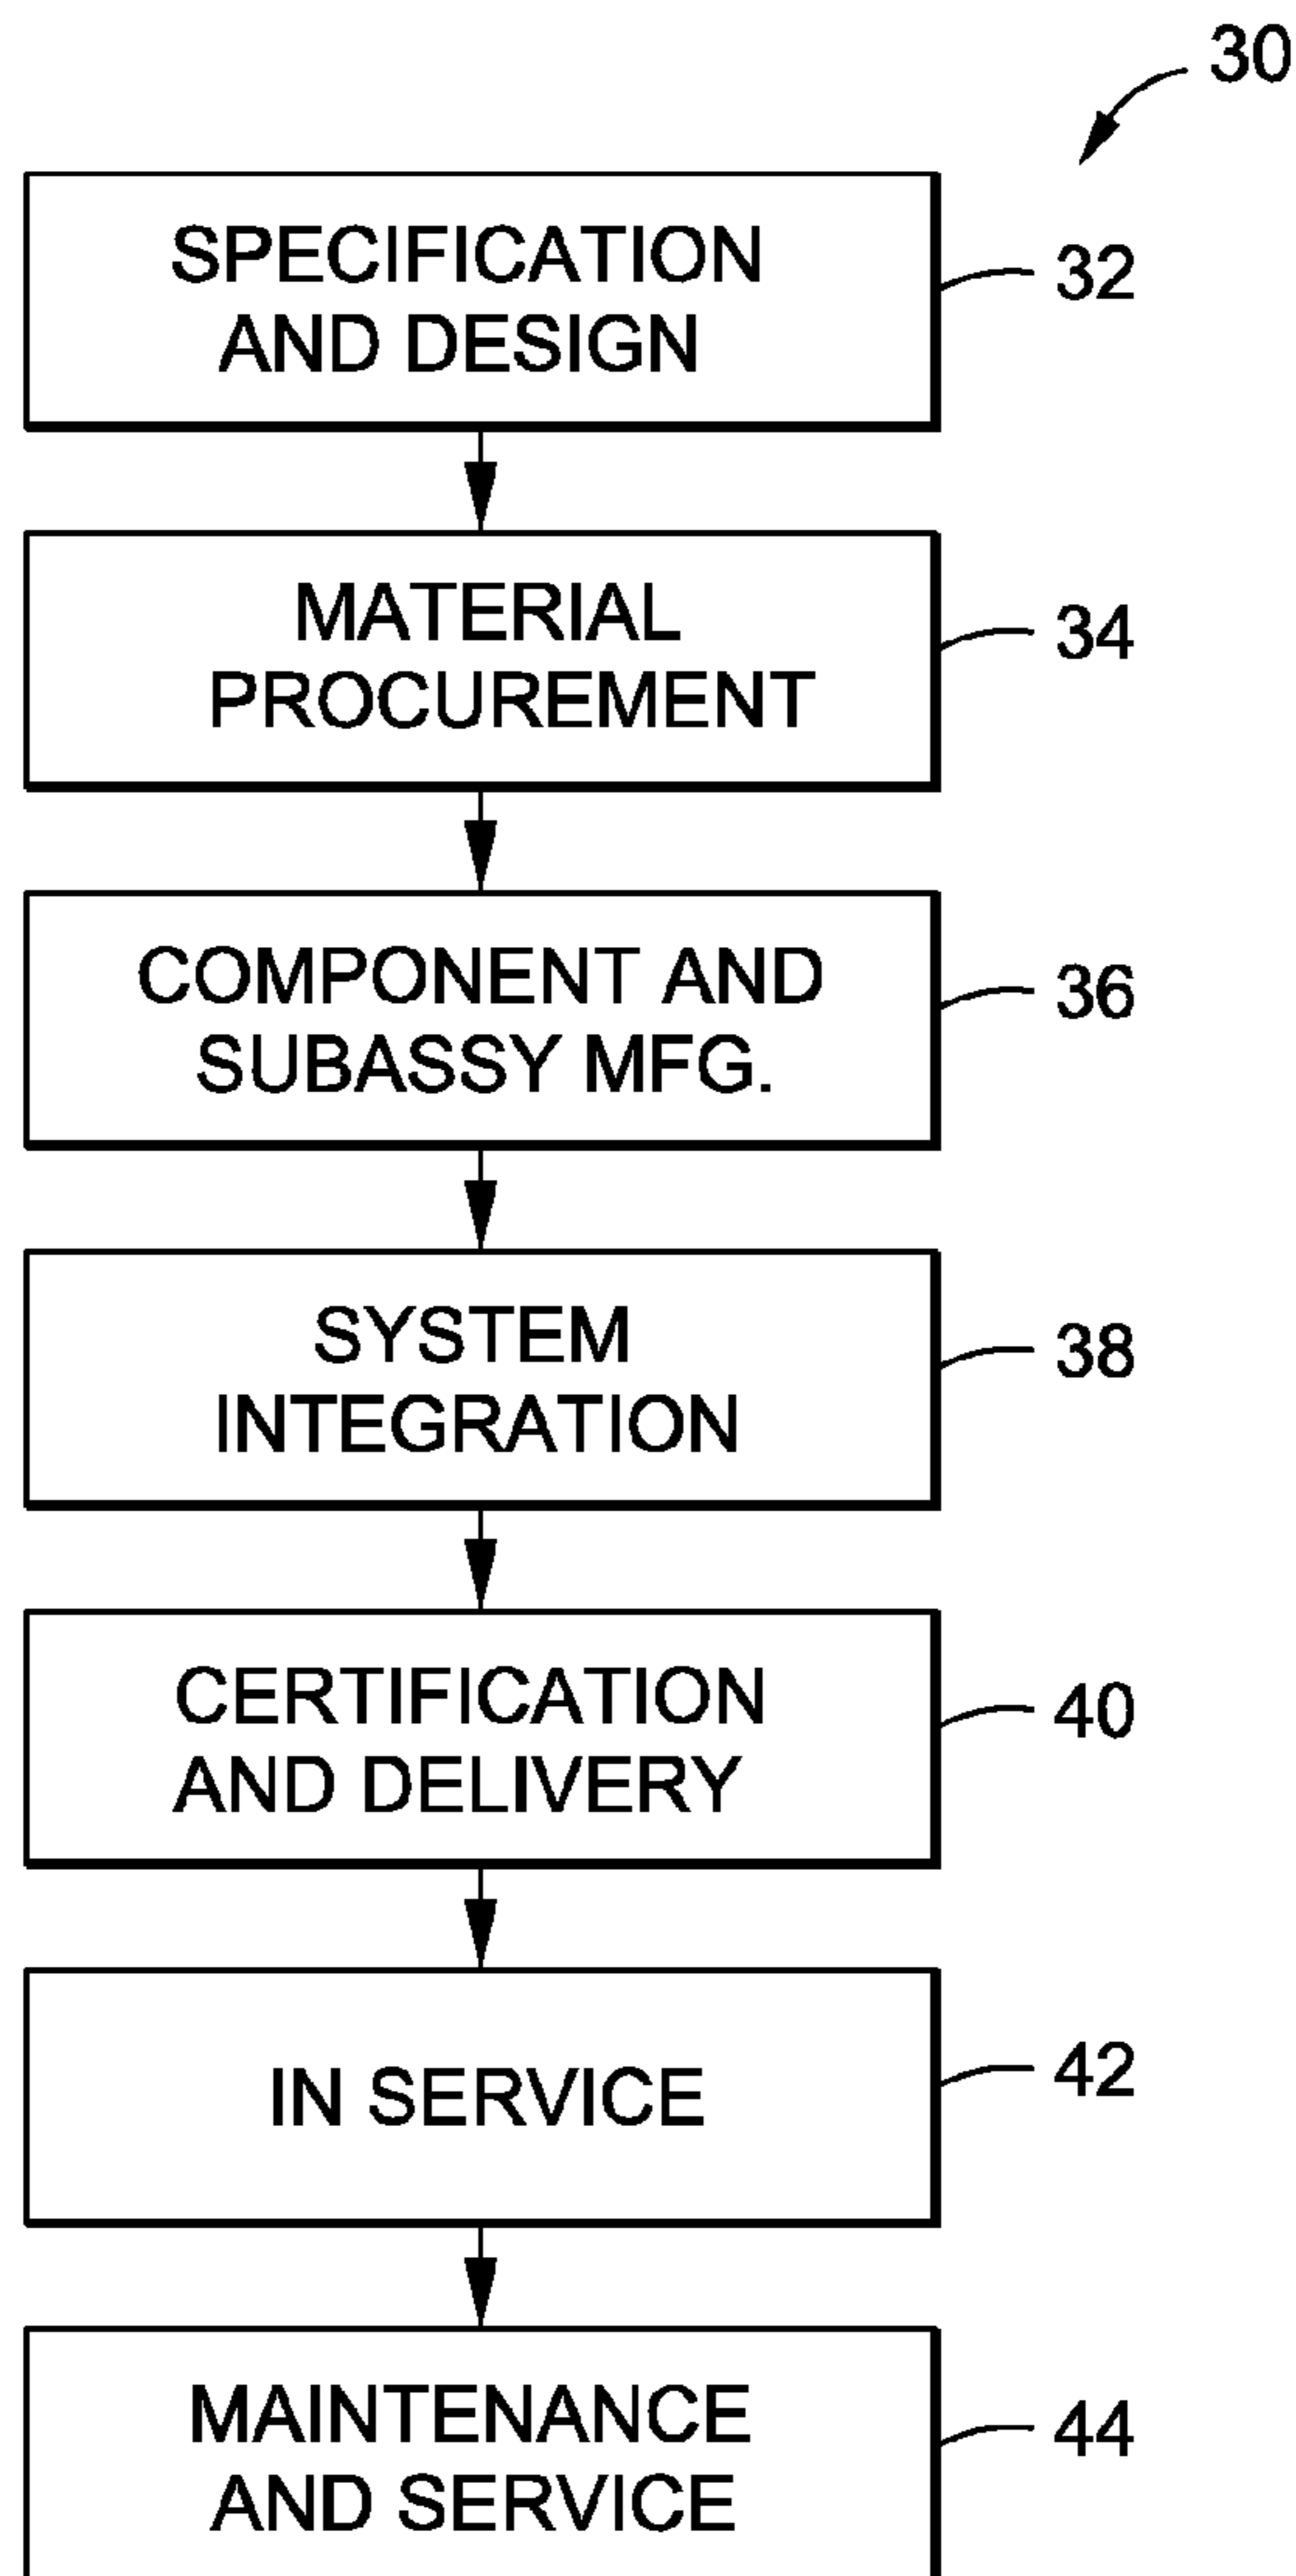 30
SPECIFICATION
AND DESIGN
32
MATERIAL
PROCUREMENT
34
COMPONENT AND
SUBASSY MFG.
36
SYSTEM
INTEGRATION
38
CERTIFICATION
AND DELIVERY
40
IN SERVICE
42
MAINTENANCE
AND SERVICE
44